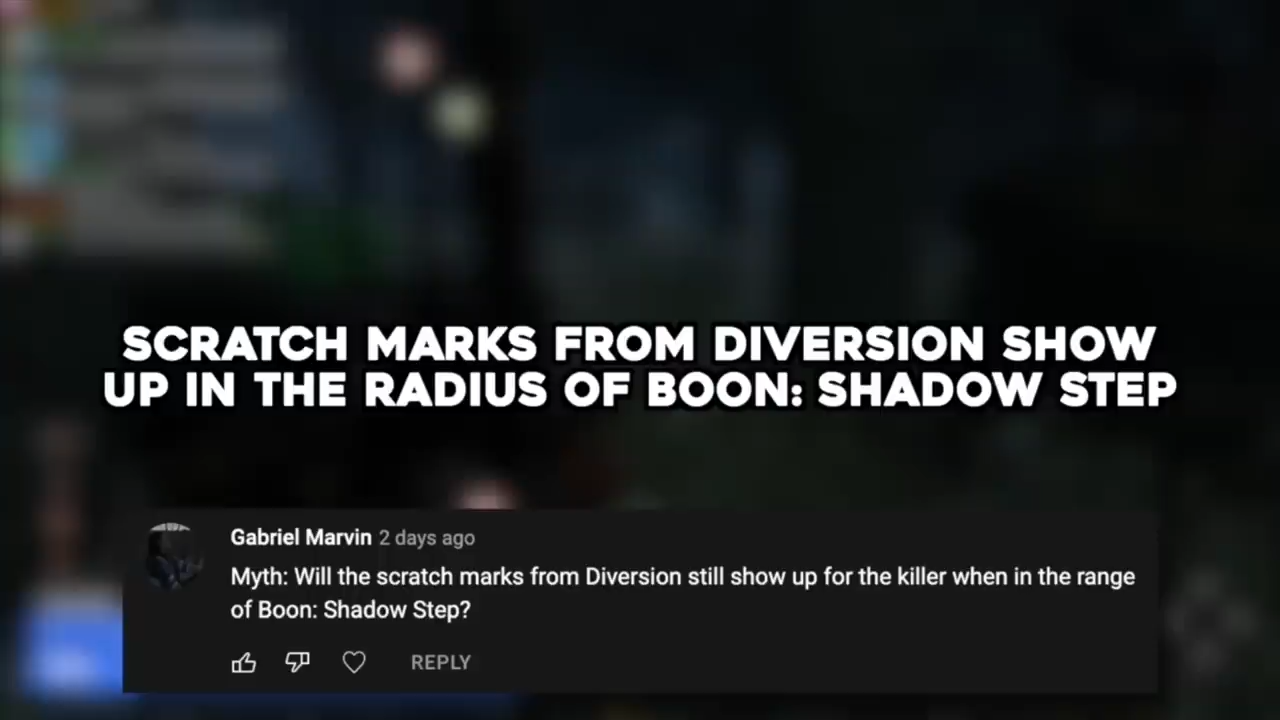 SCRATCH MARKS FROM DIVERSION SHOW
UP IN THE RADIUS OF BOON: SHADOW STEP
Gabriel Marvin 2 days ago
Myth: Will the scratch marks from Diversion still show up for the killer when in the range
of Boon: Shadow Step?
REPLY